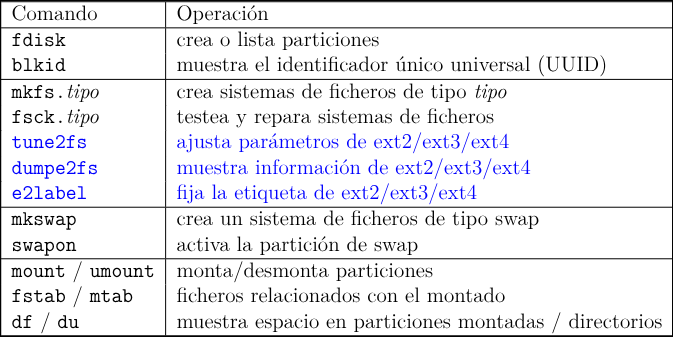 Comando Operación
fdisk crea o lista particiones
blkid muestra el identificador único universal (UUID)
mkfs.tipo crea sistemas de ficheros de tipo tipo
fsck.tipo testea y repara sistemas de ficheros
tune2fs ajusta parámetros de ext2/ext3/ext4
dumpe2fs muestra información de ext2/ext3/ext4
e2label fija la etiqueta de ext2/ext3/ext4
mkswap crea un sistema de ficheros de tipo swap
swapon activa la partición de swap
mount / umount monta/desmonta particiones
fstab / mtab ficheros relacionados con el montado
df / du muestra espacio en particiones montadas / directorios